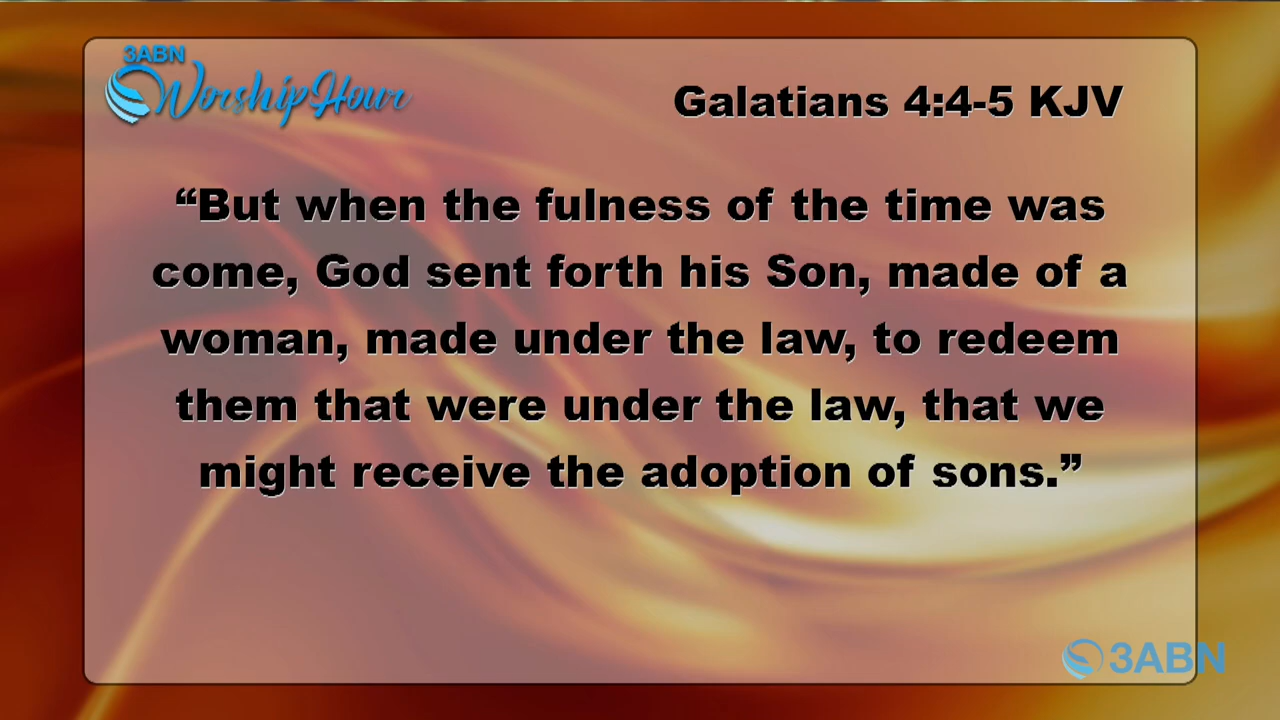 3ABN
Worship Hour
Galatians 4:4-5 KJV
“But when the fulness of the time was
come, God sent forth his Son, made of a
woman, made under the law, to redeem
them that were under the law, that we
might receive the adoption of sons.”
3ABN